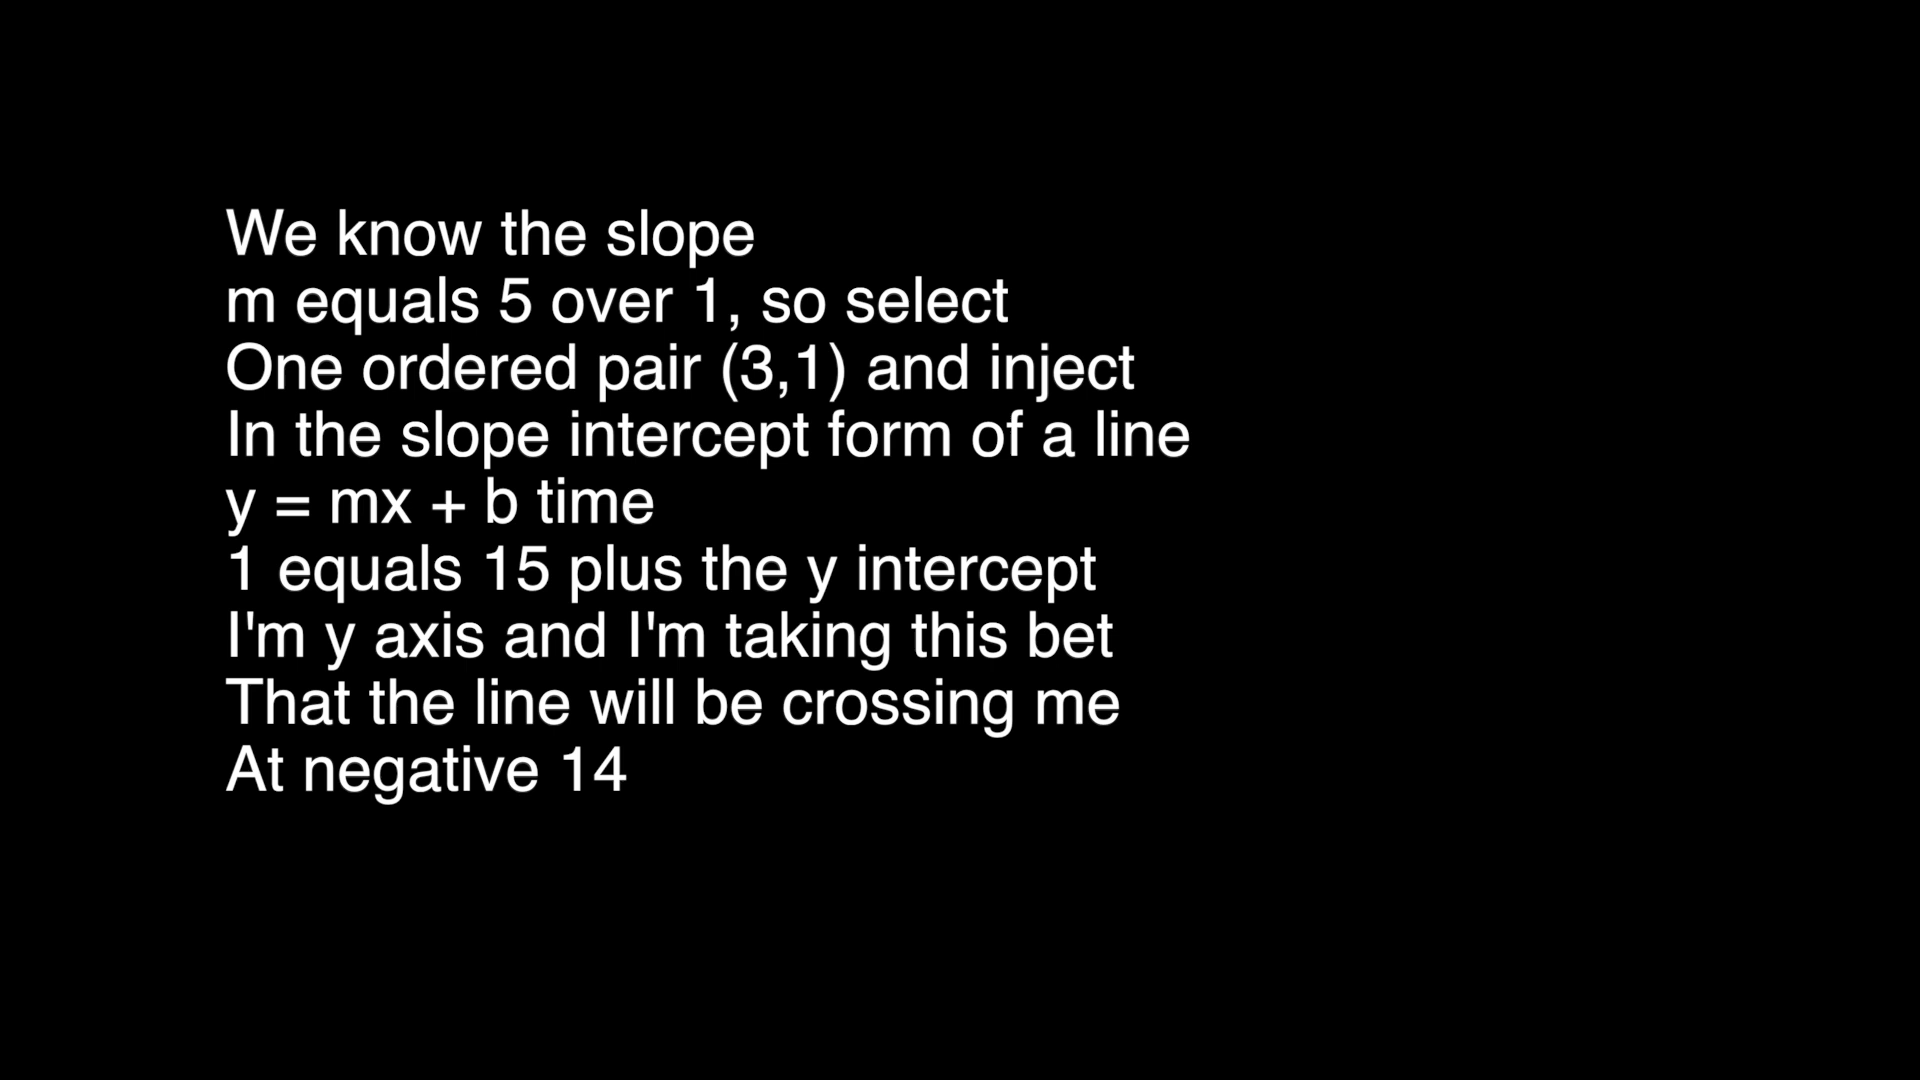 We know the slope
m equals 5 over 1, so select
One ordered pair (3,1) and inject
In the slope intercept form of a line
y = mx + b time
1 equals 15 plus the y intercept
I'm y axis and I'm taking this bet
That the line will be crossing me
At negative 14